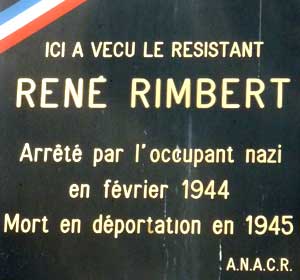 ICI A VECU LE RESISTANT
RENÉ RIMBERT
Arrêté par l'occupant nazi
en février 1944
Mort en déportation en 1945
A.N.A.C.R.